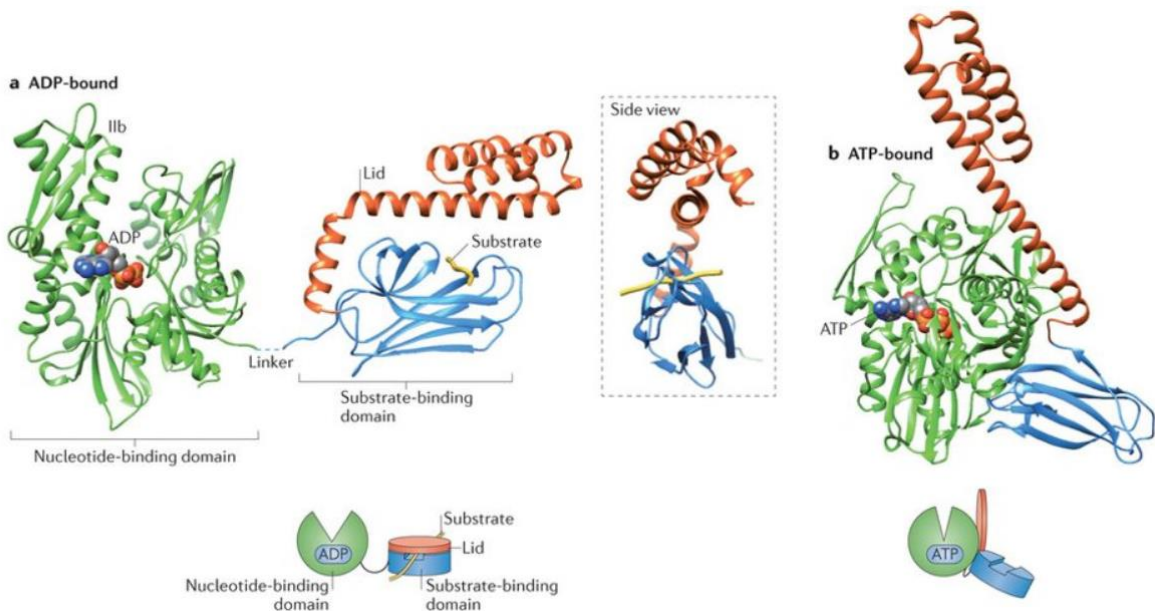 a ADP-bound
IIb
ADP
Lid
Substrate
Linker
Substrate-binding
domain
Nucleotide-binding domain
Side view
b ATP-bound
ATP
ADP
Substrate
Lid
Nucleotide-binding
domain
Substrate-binding
domain
ATP